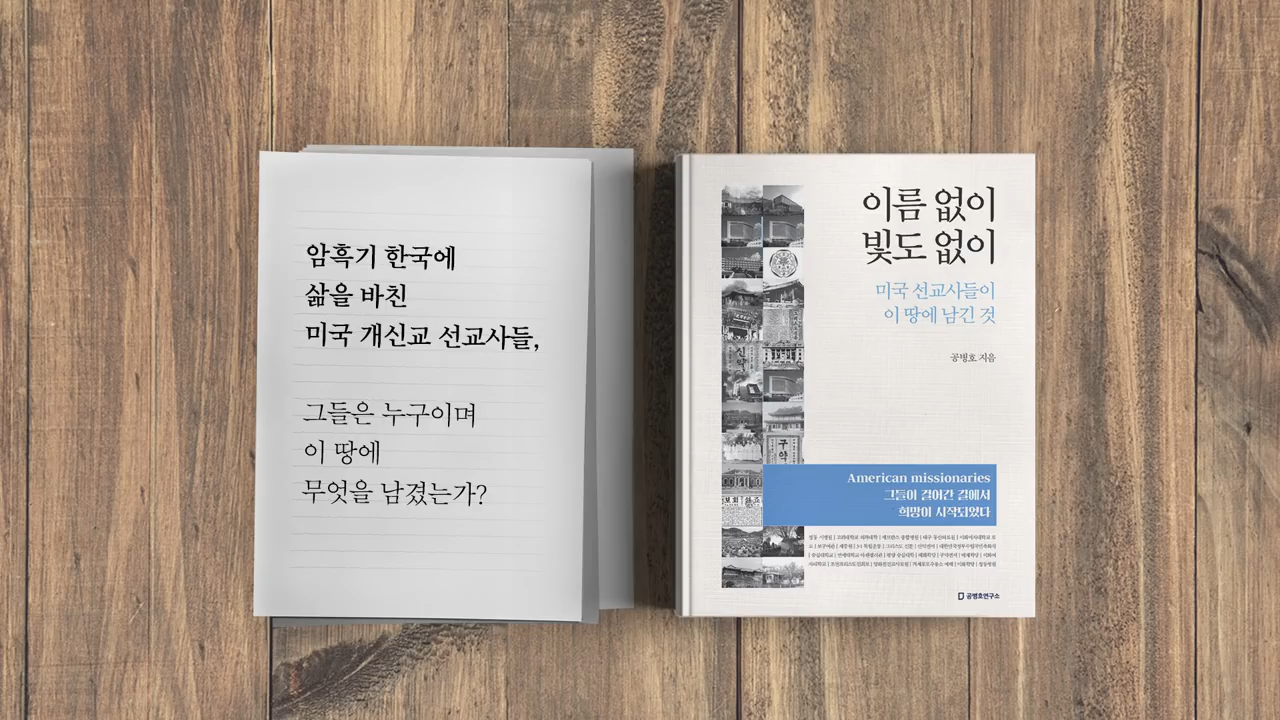 암흑기 한국에
삶을 바친
미국 개신교 선교사들,
그들은 누구이며
이 땅에
무엇을 남겼는가?
이름 없이
빛도 없이
미국 선교사들이
이 땅에 남긴 것
공병호 지음
구약
American missionaries
그들이 걸어간 길에서
희망이 시작되었다
공병호연구소